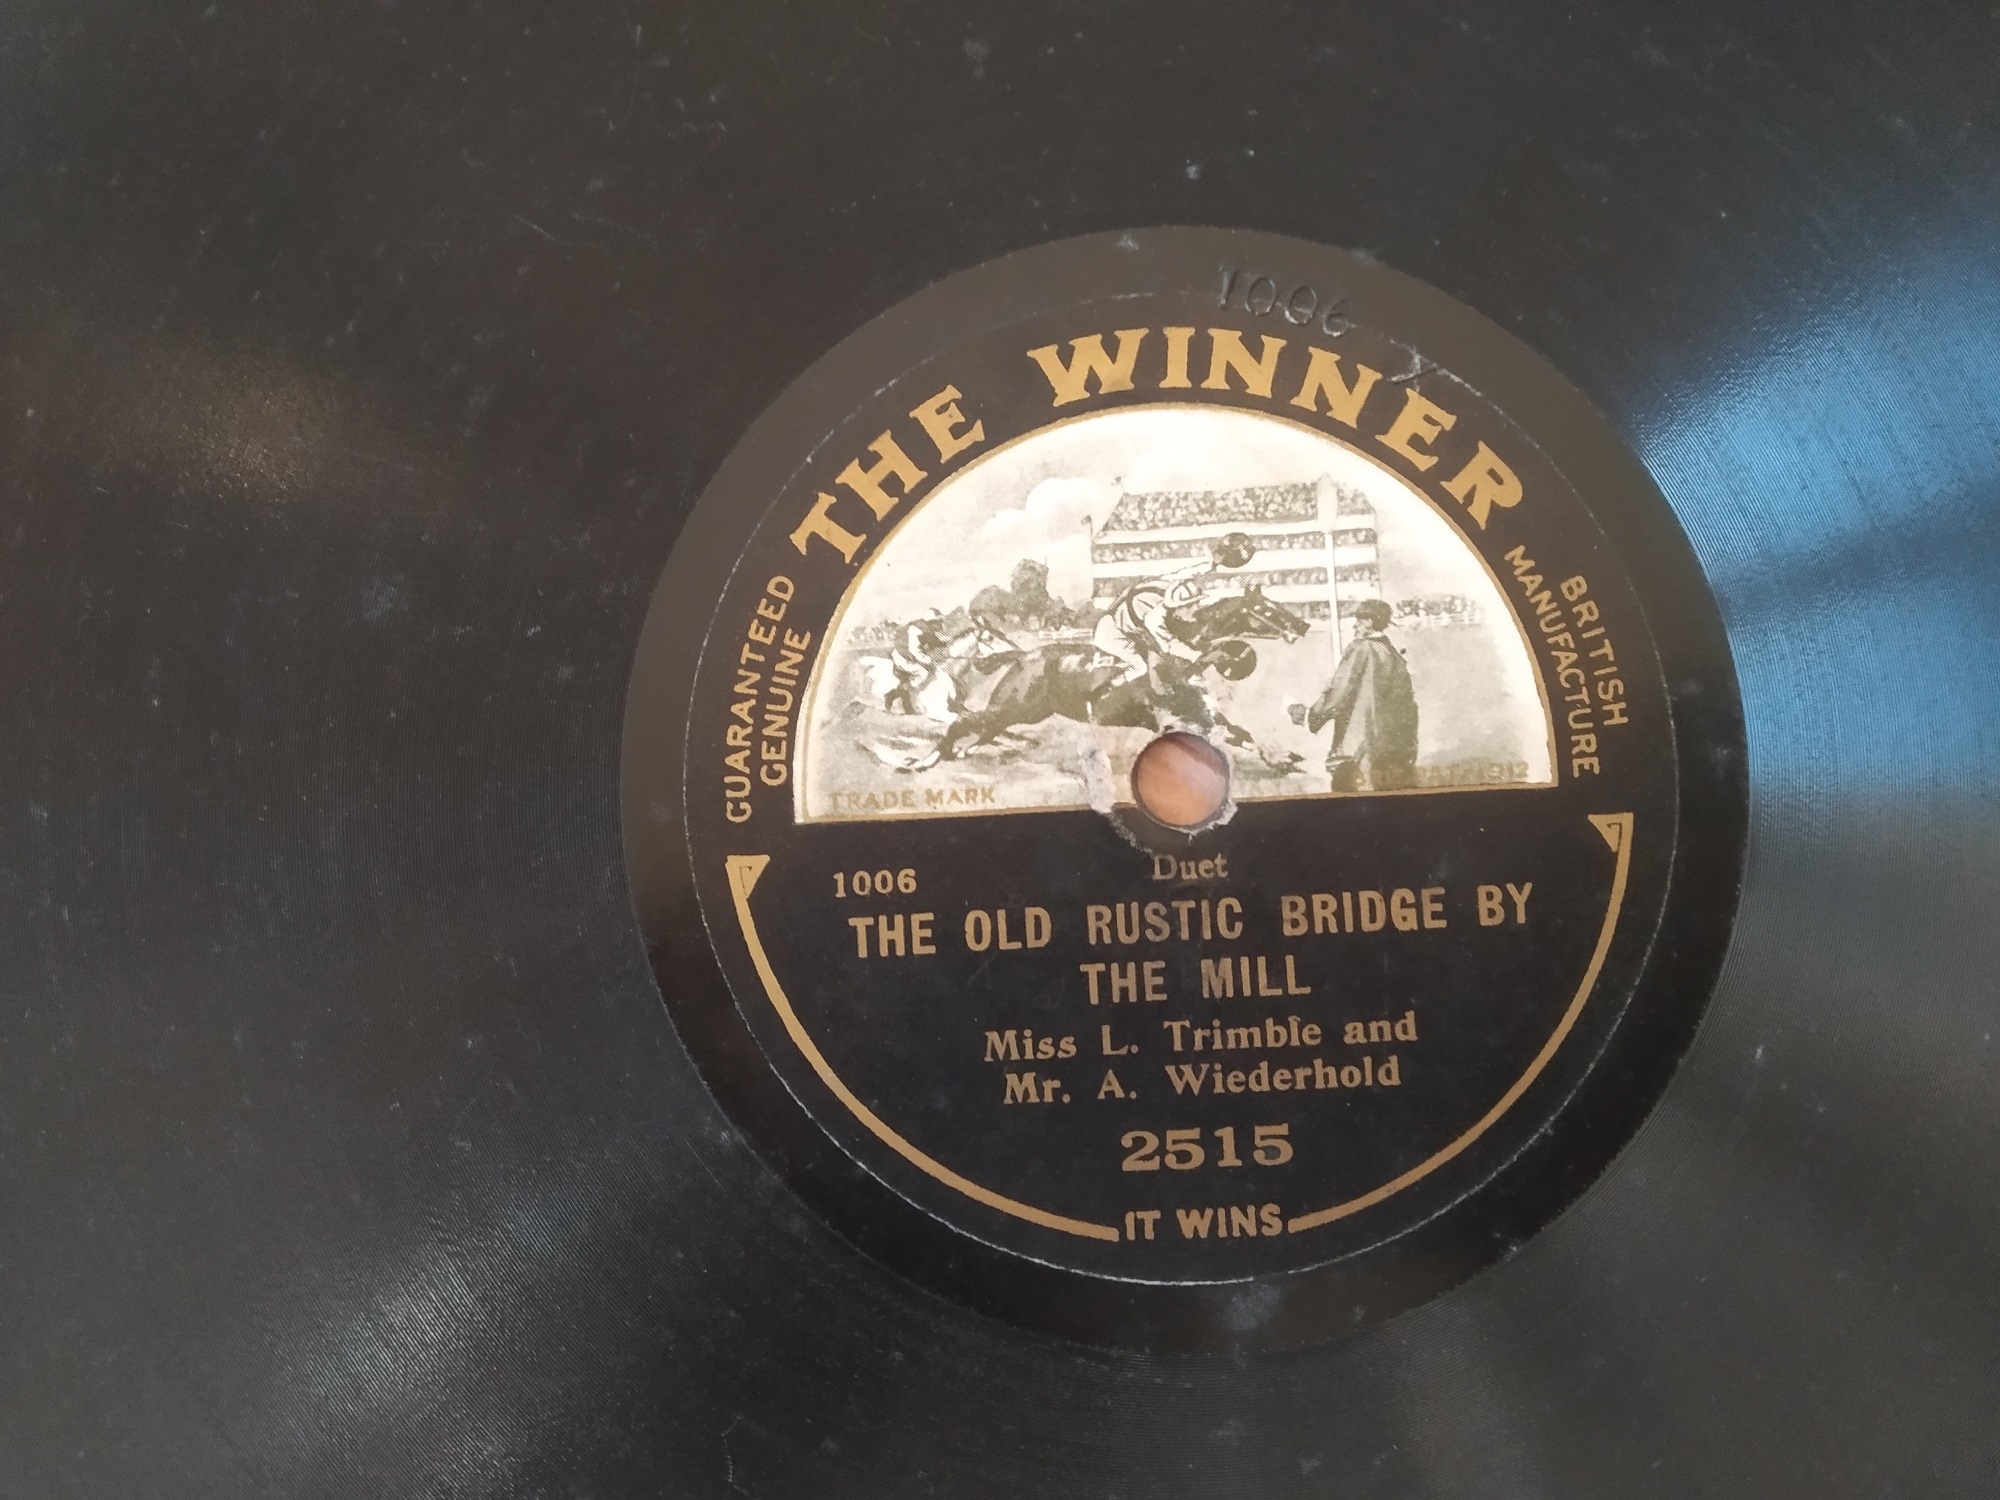 1006
THE WINNER
GUARANTEED
GENUINE
BRITISH
MANUFACTURE
TRADE MARK
1912
1006
Duet
THE OLD RUSTIC BRIDGE BY
THE MILL
Miss L. Trimble and
Mr. A. Wiederhold
2515
IT WINS